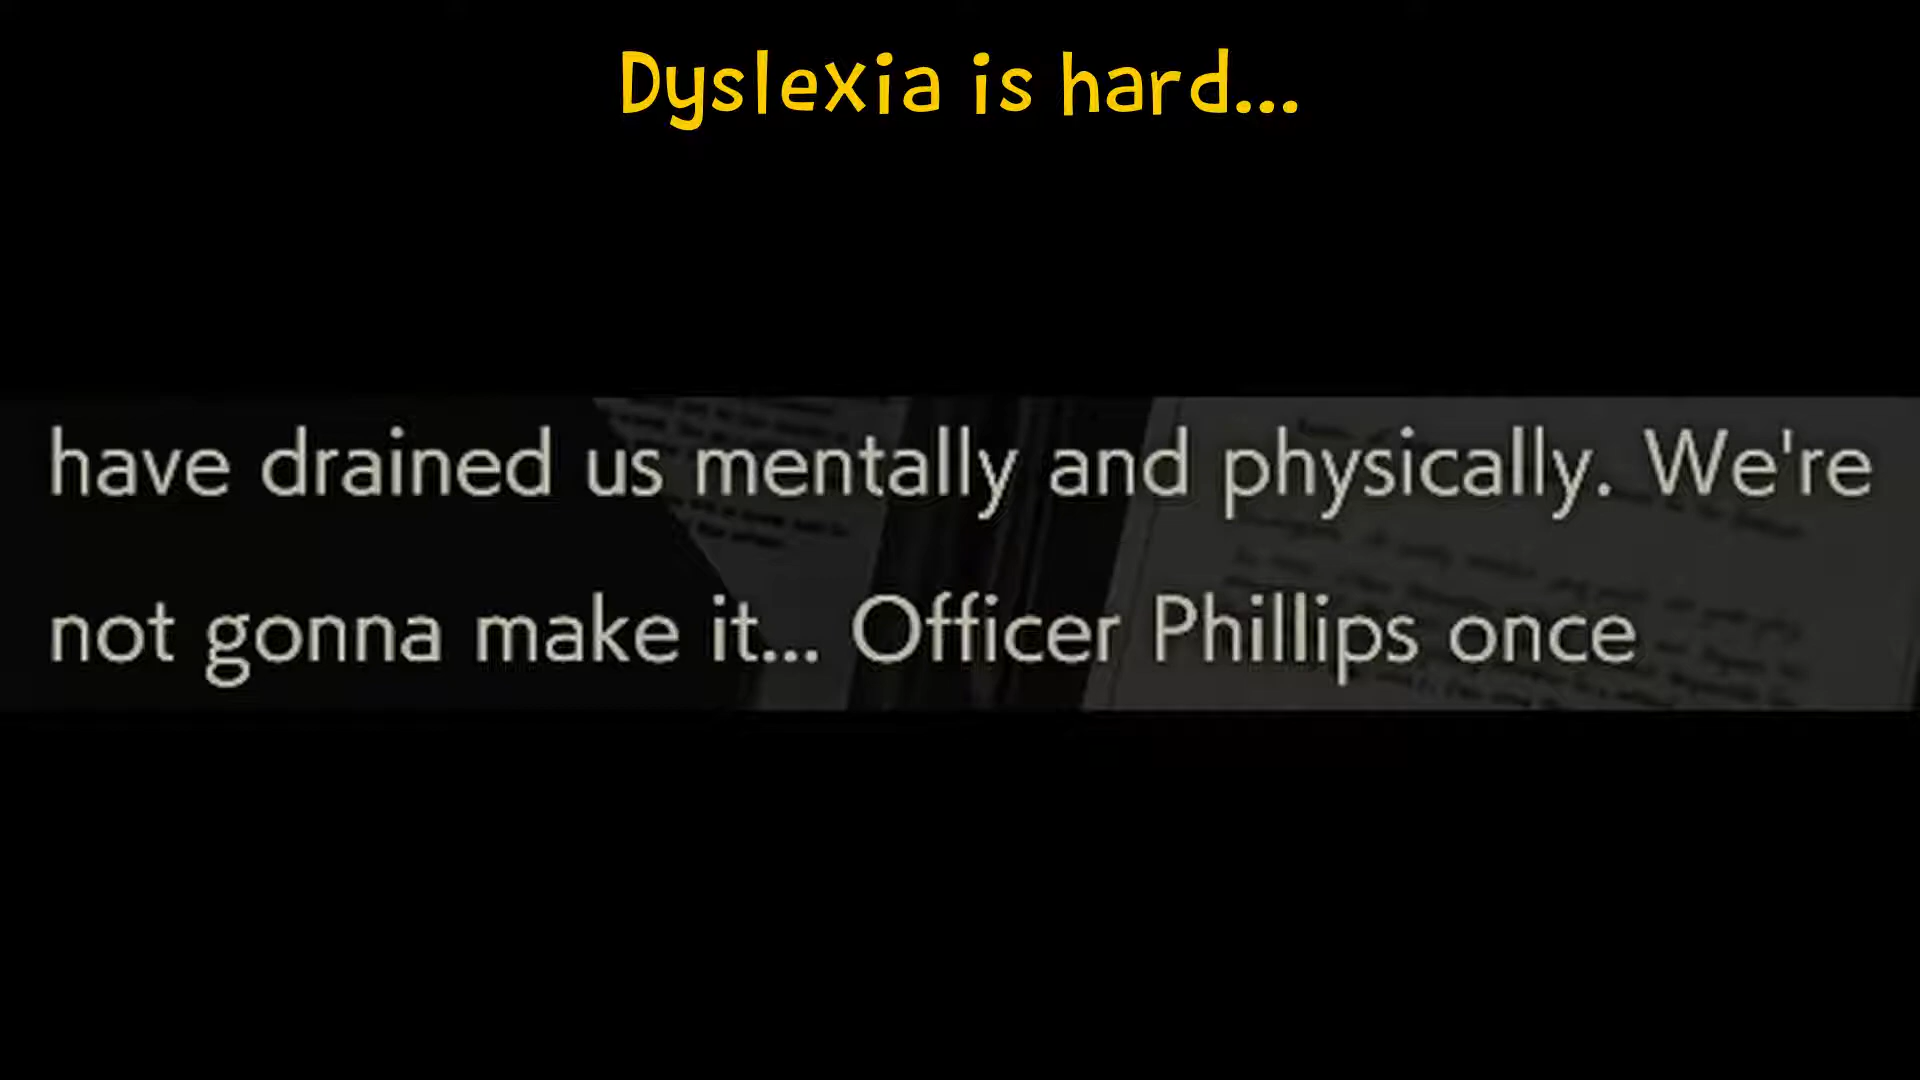 Dyslexia is hard...
have drained us mentally and physically. We're
not gonna make it... Officer Phillips once